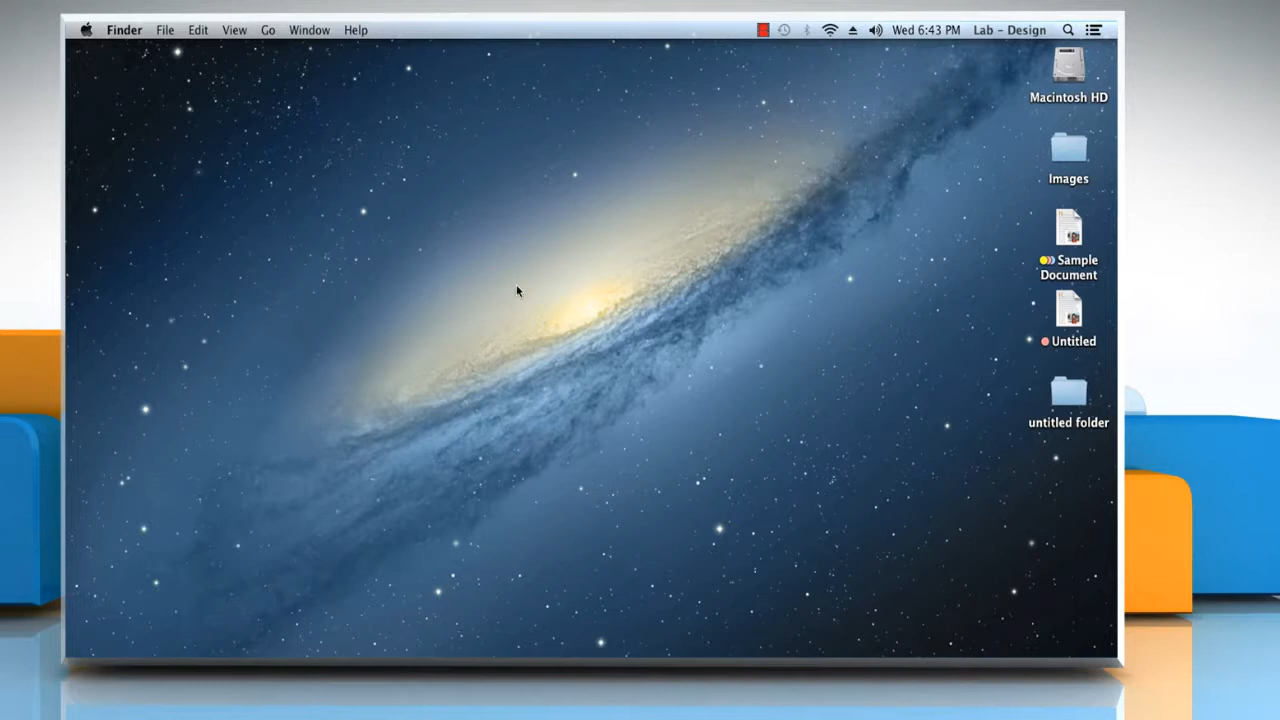 Finder File Edit View Go Window Help Wed 6:43 PM Lab – Design
Macintosh HD
Images
Sample
Document
Untitled
untitled folder